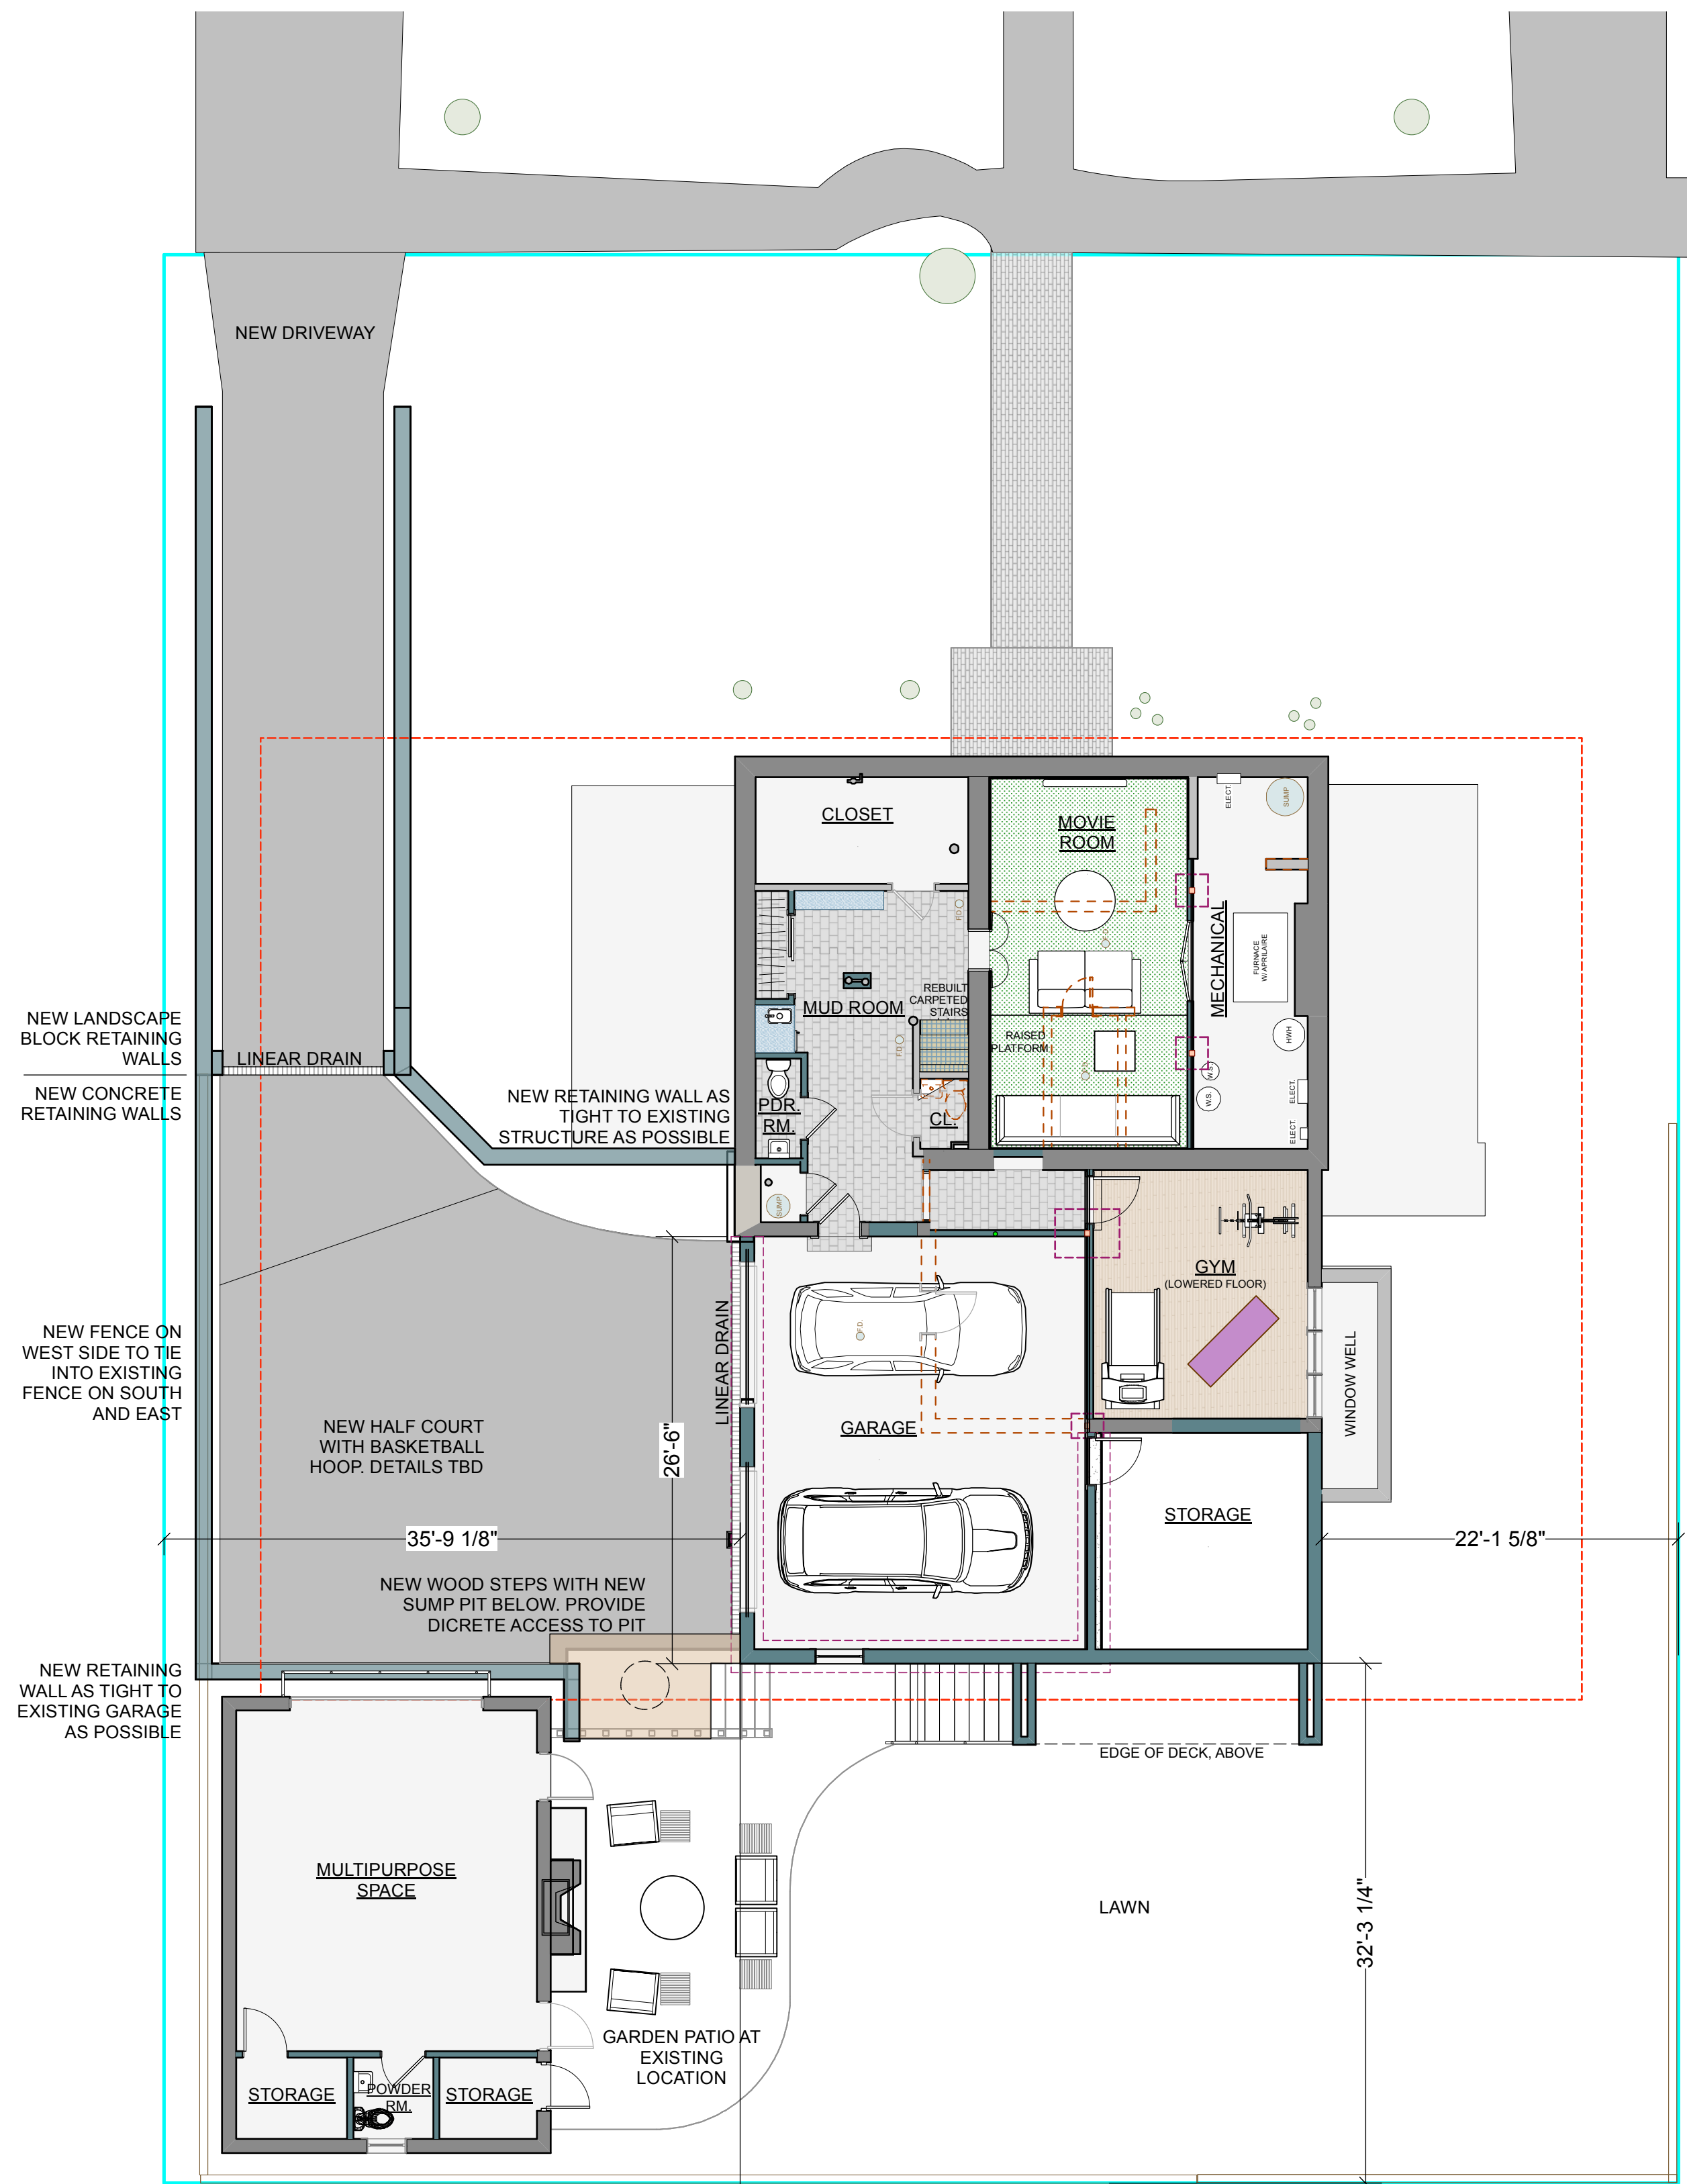 NEW DRIVEWAY
CLOSET
MOVIE
ROOM
ELECT.
SUMP
F.D.
MECHANICAL
FURNACE
W/ APRILAIRE
MUD ROOM
REBUILT
CARPETED
STAIRS
F.D.
F.D.
RAISED
PLATFORM
F.D.
HWH
W.S.
W.S.
ELECT.
ELECT.
NEW LANDSCAPE
BLOCK RETAINING
WALLS
LINEAR DRAIN
NEW CONCRETE
RETAINING WALLS
NEW RETAINING WALL AS
TIGHT TO EXISTING
STRUCTURE AS POSSIBLE
PDR.
RM.
CL.
SUMP
GYM
(LOWERED FLOOR)
LINEAR DRAIN
F.D.
WINDOW WELL
NEW FENCE ON
WEST SIDE TO TIE
INTO EXISTING
FENCE ON SOUTH
AND EAST
NEW HALF COURT
WITH BASKETBALL
HOOP. DETAILS TBD
26'-6"
GARAGE
STORAGE
35'-9 1/8"
22'-1 5/8"
NEW WOOD STEPS WITH NEW
SUMP PIT BELOW. PROVIDE
DICRETE ACCESS TO PIT
NEW RETAINING
WALL AS TIGHT TO
EXISTING GARAGE
AS POSSIBLE
EDGE OF DECK, ABOVE
MULTIPURPOSE
SPACE
LAWN
32'-3 1/4"
GARDEN PATIO AT
EXISTING
LOCATION
STORAGE
POWDER
RM.
STORAGE